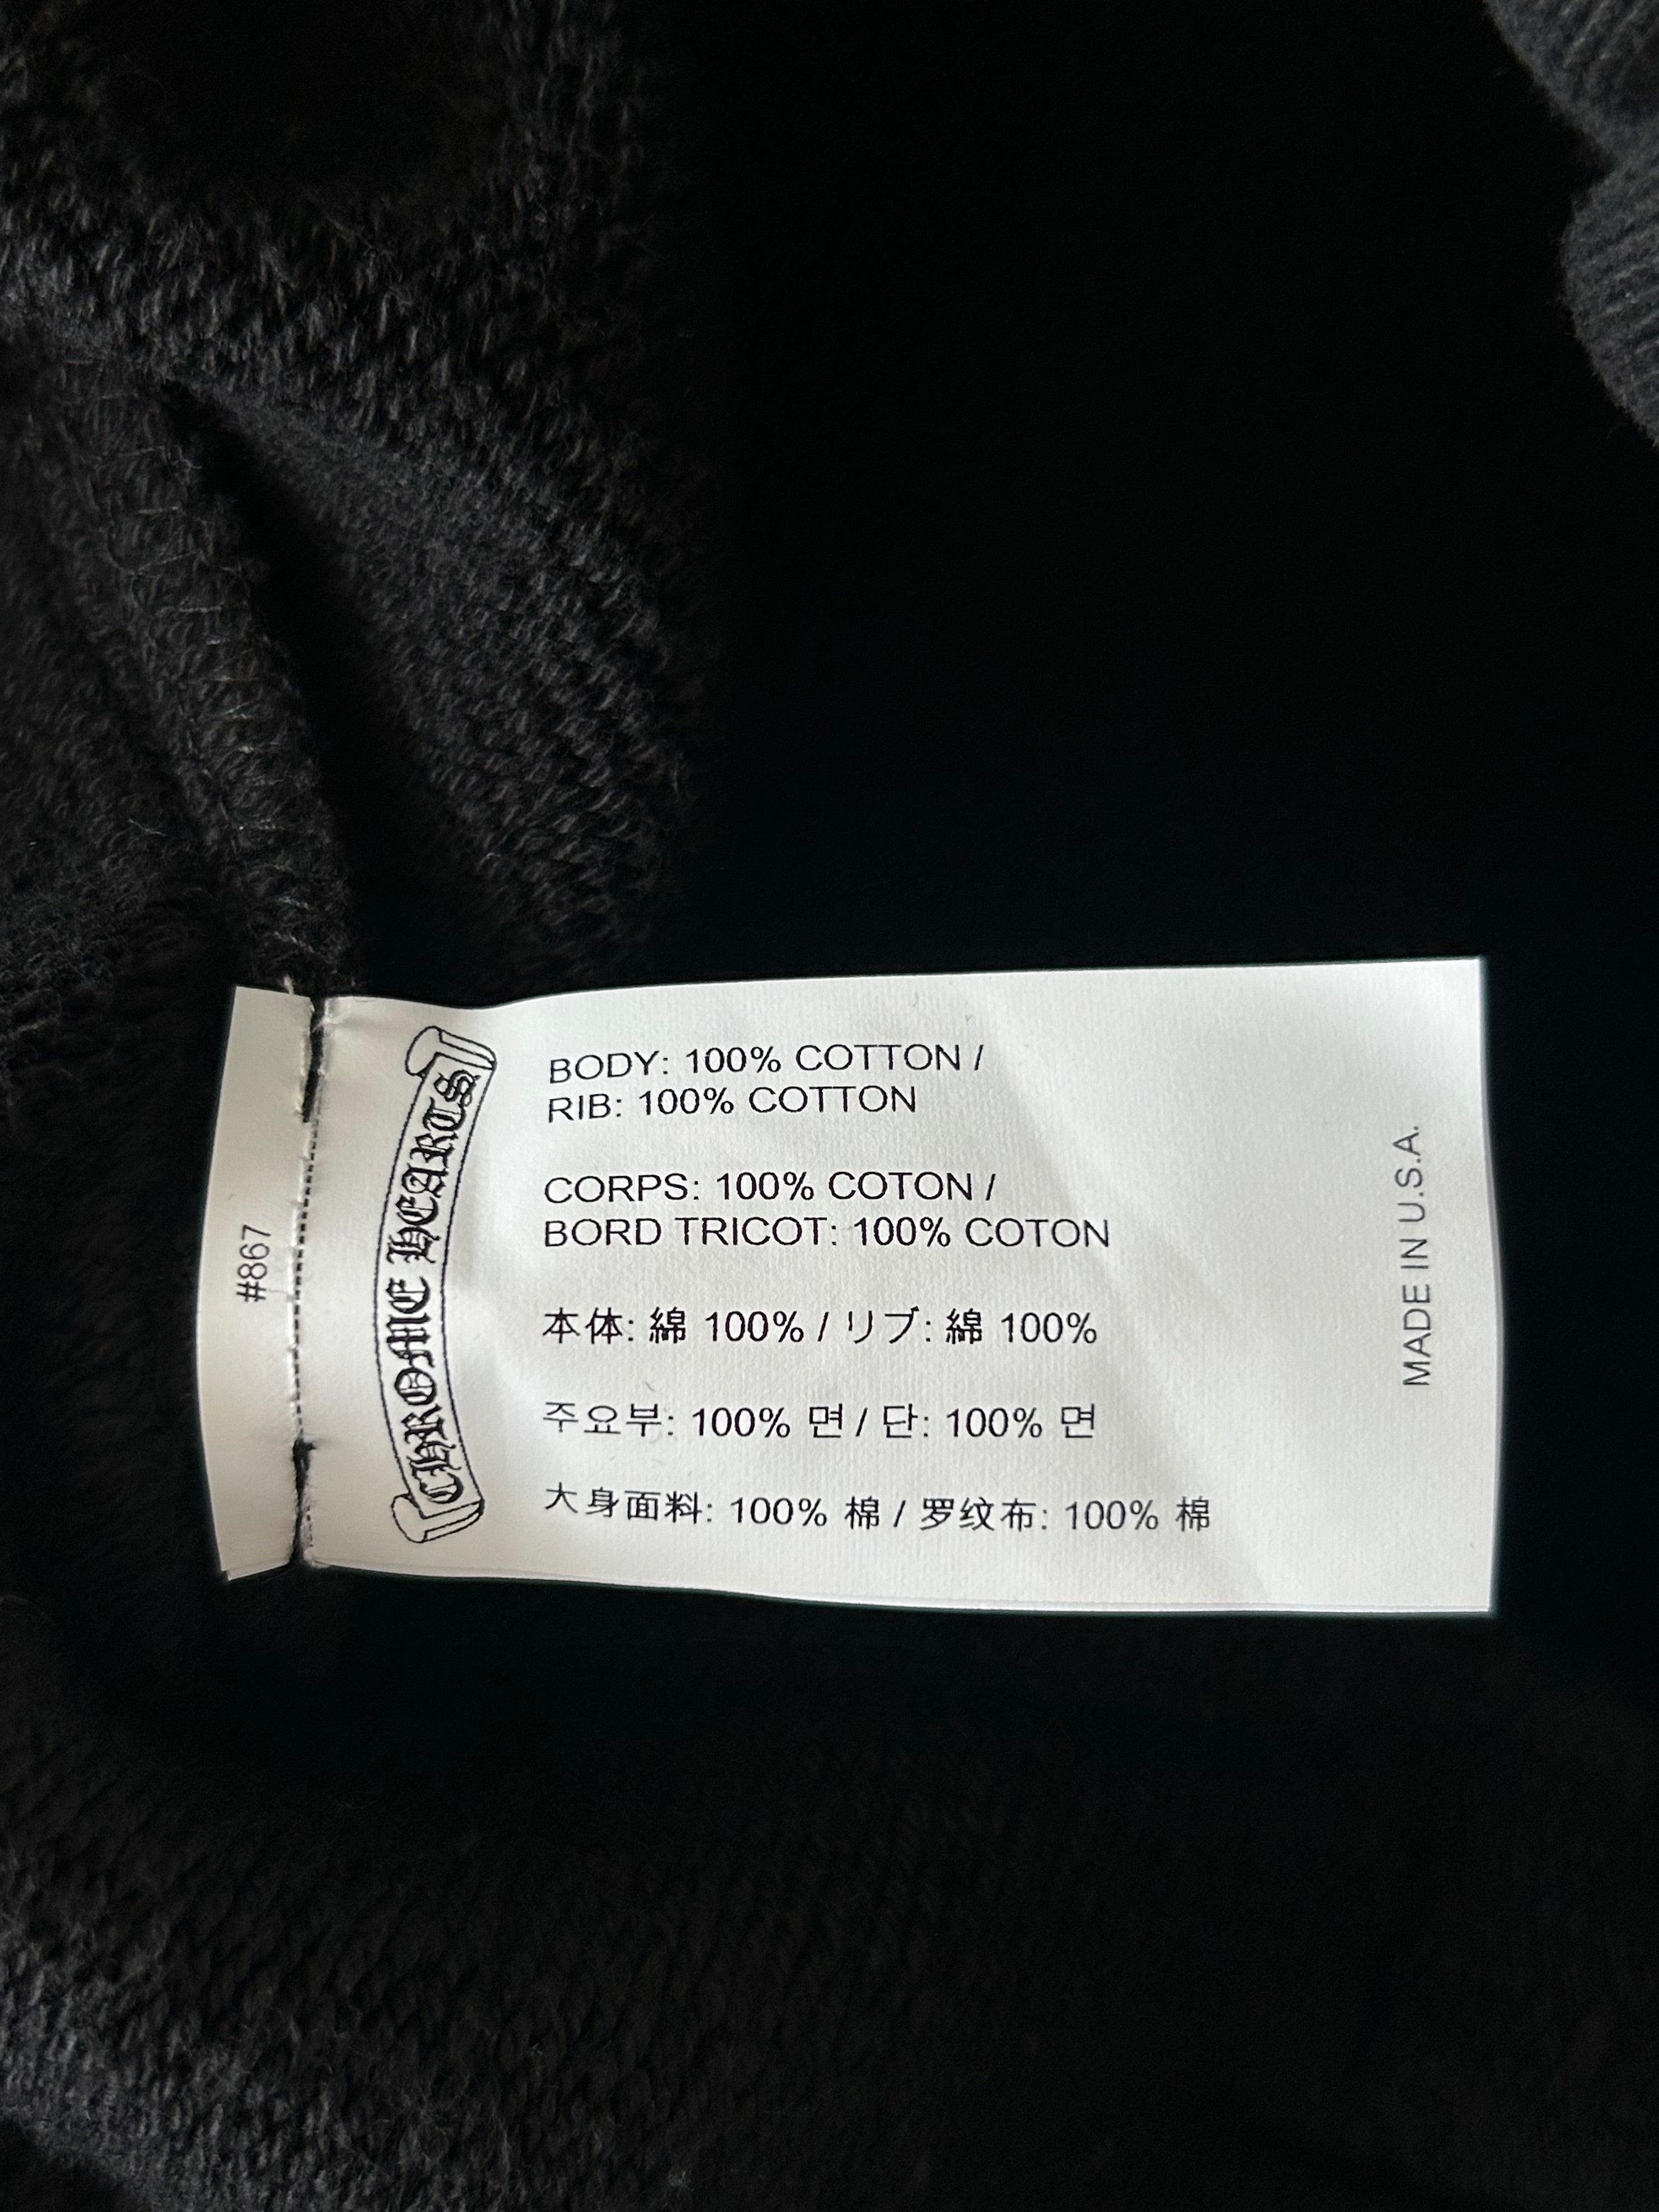 #867
CHROME HEARTS
BODY: 100% COTTON /
RIB: 100% COTTON
CORPS: 100% COTON /
BORD TRICOT: 100% COTON
本体: 綿 100% / リブ: 綿 100%
주요부: 100% 면 / 단: 100% 면
大身面料: 100% 棉 / 罗纹布: 100% 棉
MADE IN U.S.A.